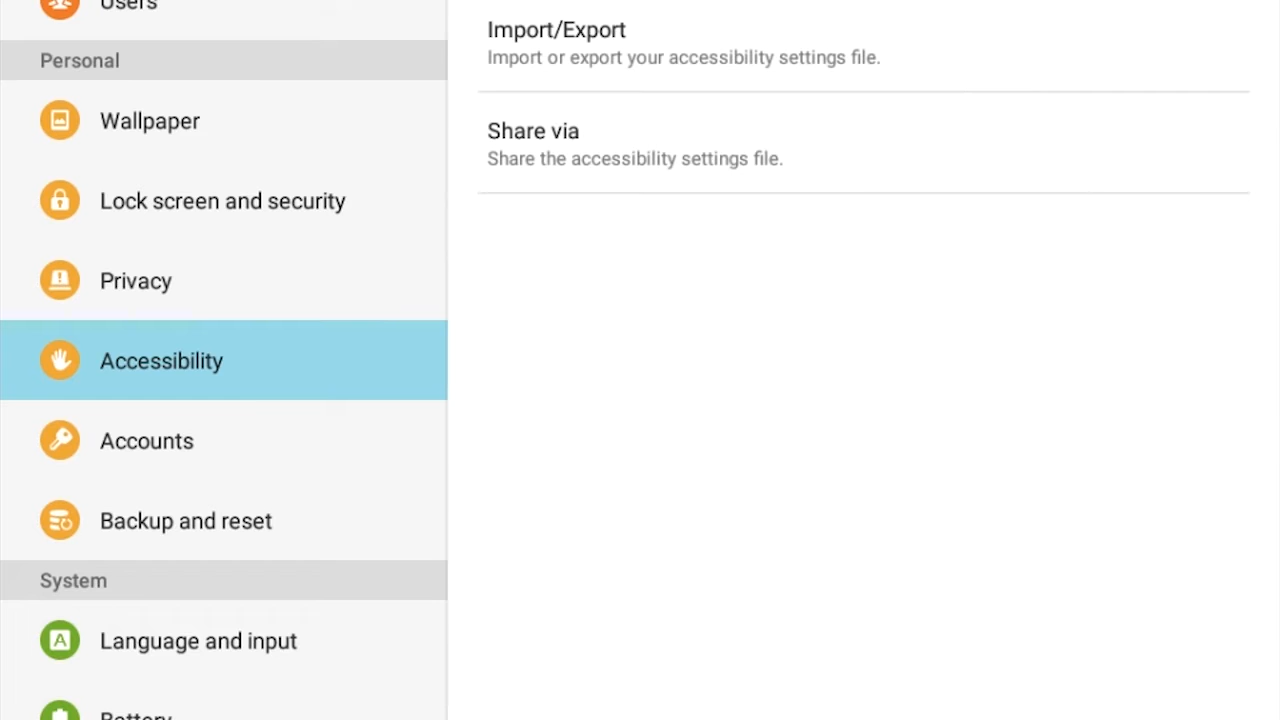 Users
Personal
Wallpaper
Lock screen and security
Privacy
Accessibility
Accounts
Backup and reset
System
Language and input
Battery
Import/Export
Import or export your accessibility settings file.
Share via
Share the accessibility settings file.